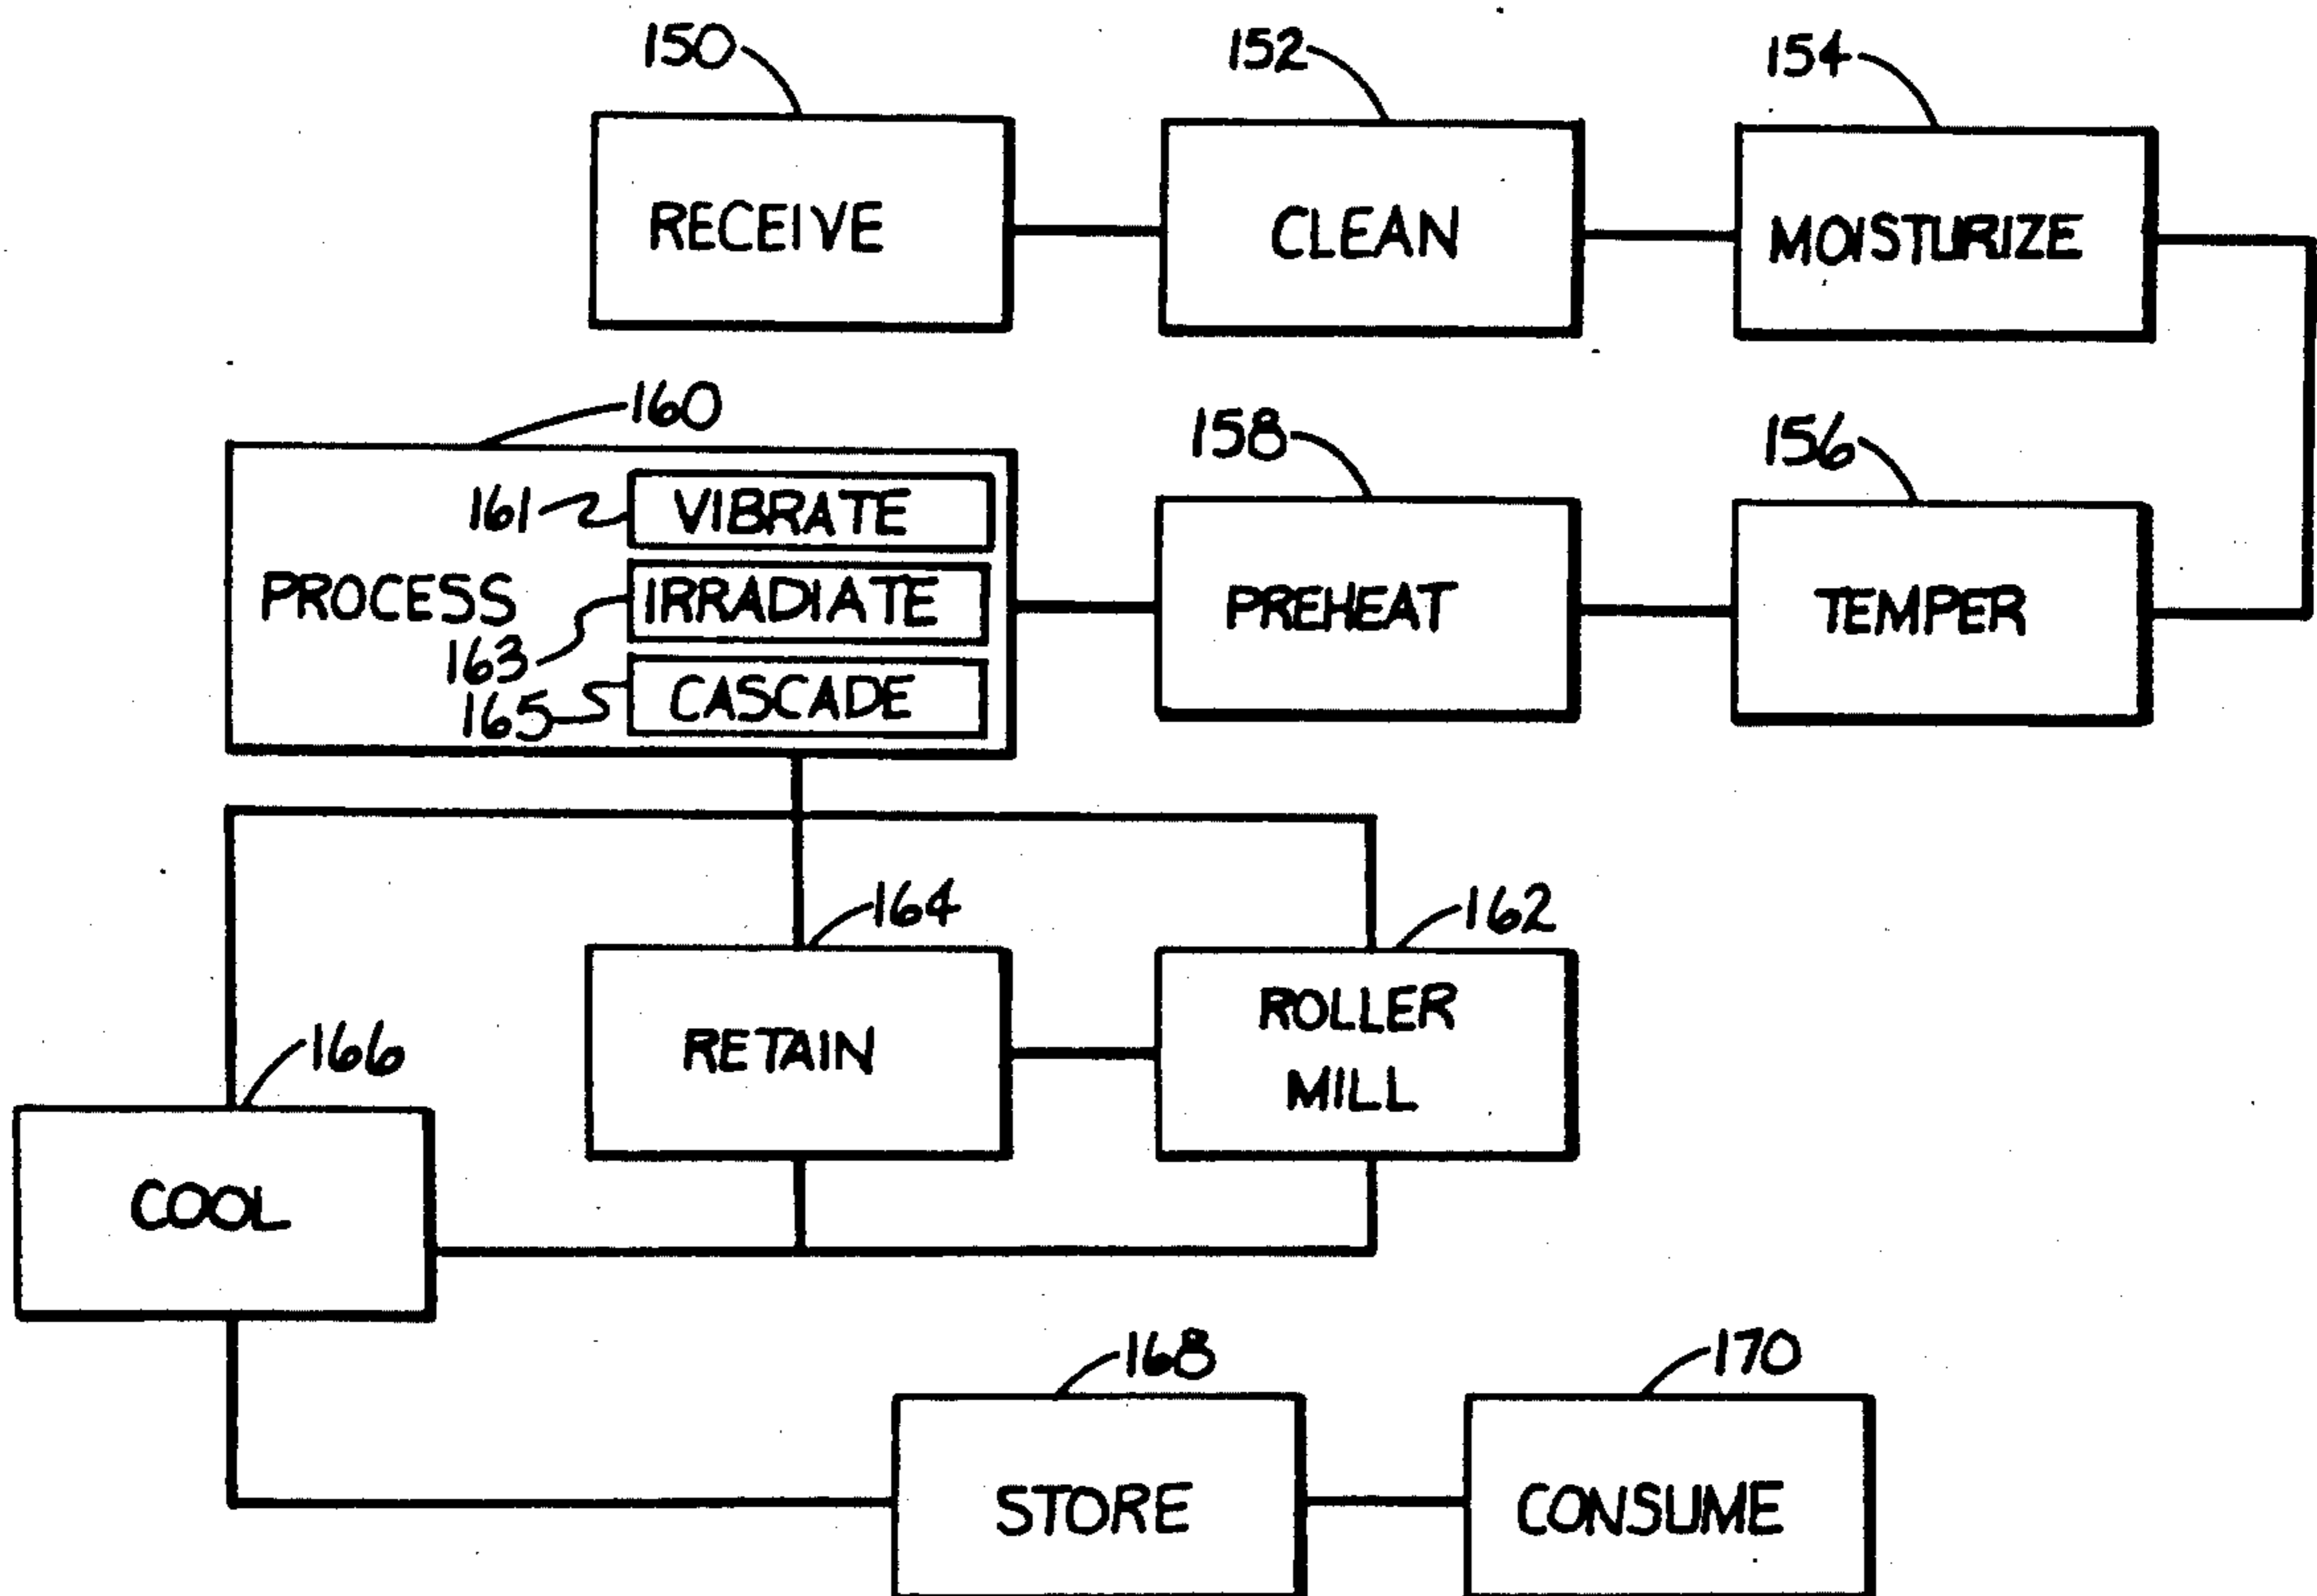 150
152
154
RECEIVE
CLEAN
MOISTURIZE
160
158
156
161
VIBRATE
PROCESS
IRRADIATE
163
165
CASCADE
PREHEAT
TEMPER
164
162
166
RETAIN
ROLLER
MILL
COOL
168
170
STORE
CONSUME